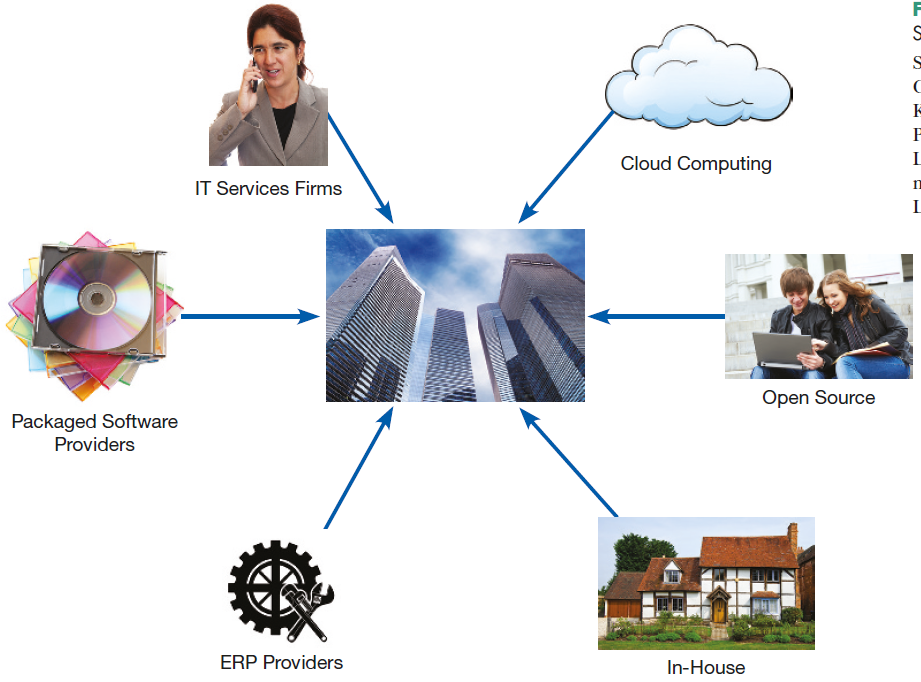 IT Services Firms
Cloud Computing
Packaged Software
Providers
Open Source
ERP Providers
In-House